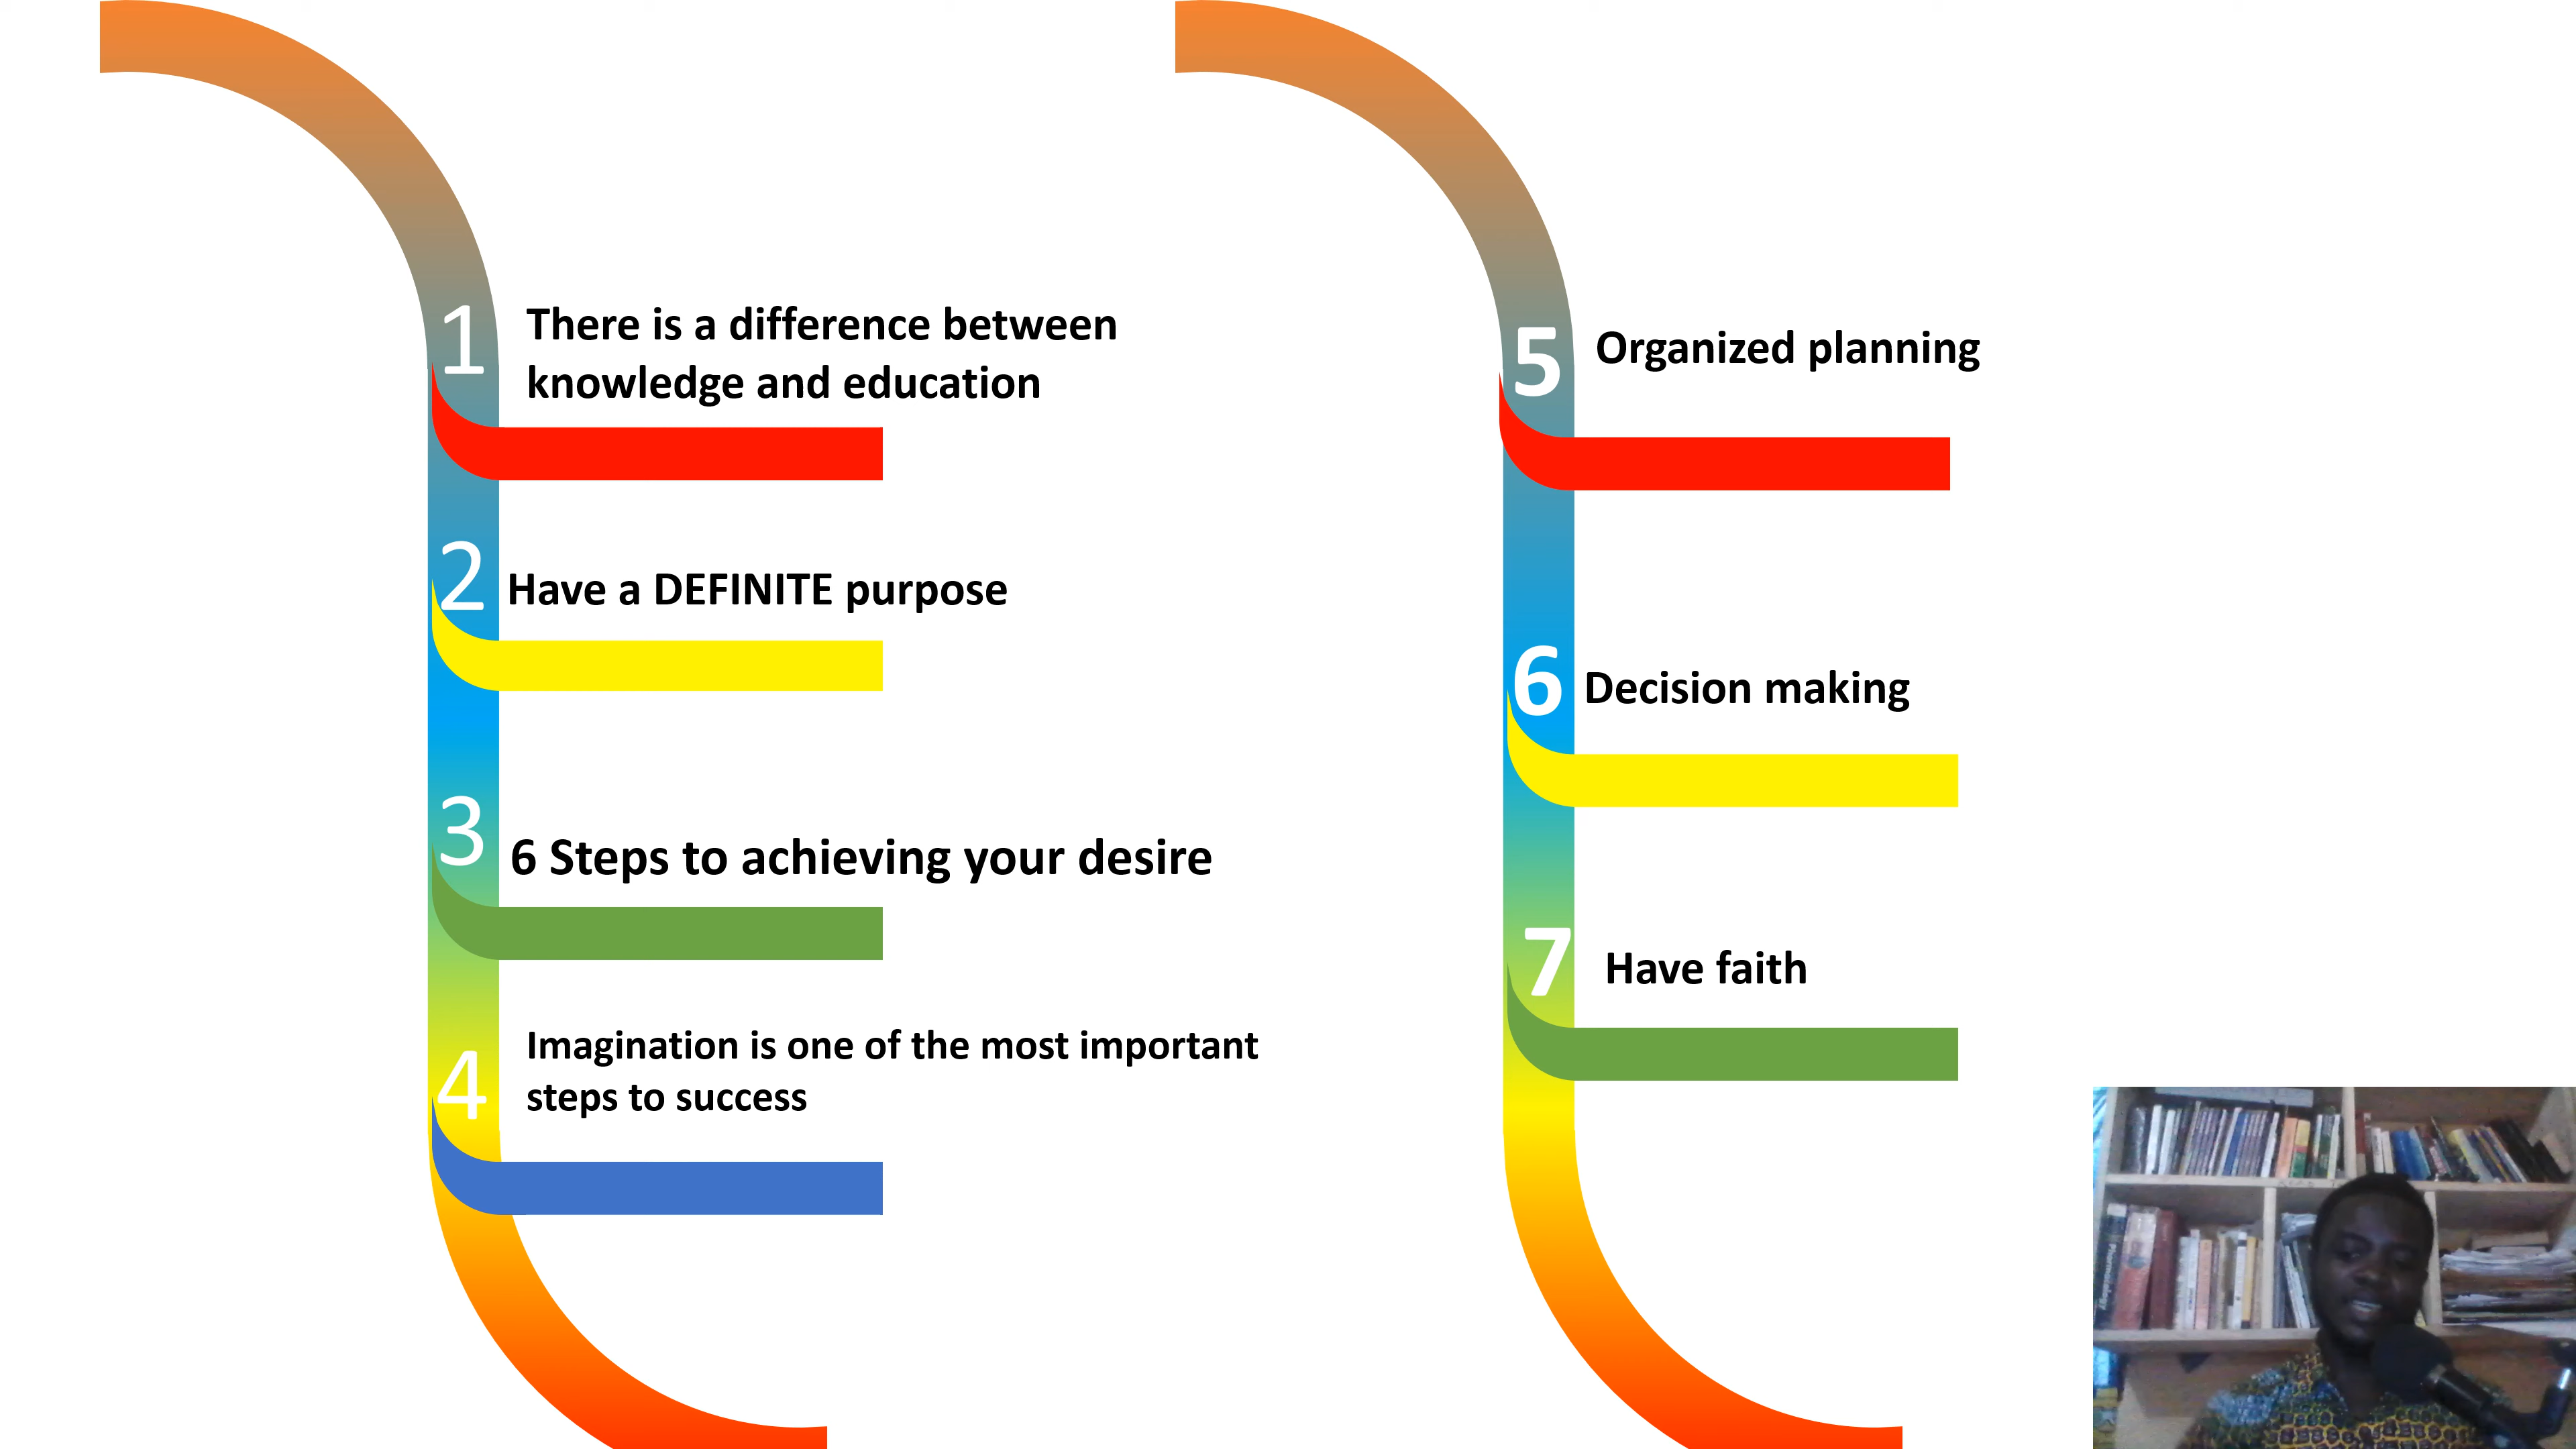 1
There is a difference between
knowledge and education
2
Have a DEFINITE purpose
3
6 Steps to achieving your desire
4
Imagination is one of the most important
steps to success
5
Organized planning
6
Decision making
7
Have faith
Pharmacology